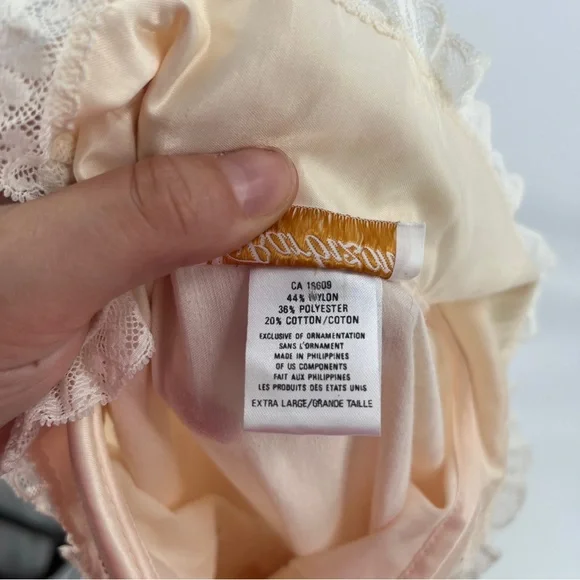 CA 18609
44% NYLON
36% POLYESTER
20% COTTON/COTON
EXCLUSIVE OF ORNAMENTATION
SANS L'ORNAMENT
MADE IN PHILIPPINES
OF US COMPONENTS
FAIT AUX PHILIPPINES
LES PRODUITS DES ETATS UNIS
EXTRA LARGE/GRANDE TAILLE